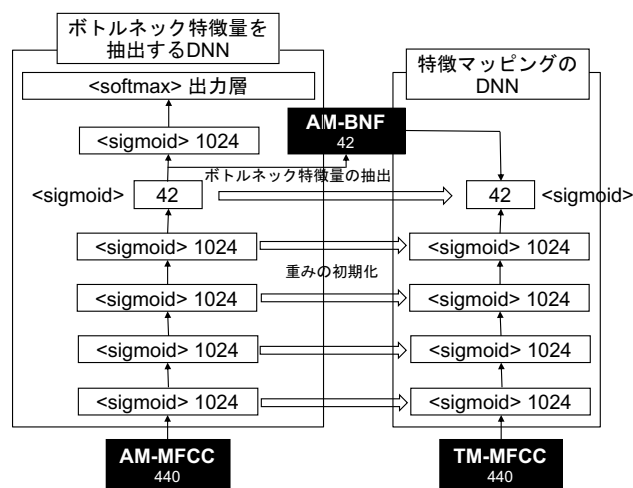 ボトルネック特徴量を
抽出するDNN
<softmax> 出力層
<sigmoid> 1024
<sigmoid>
42
<sigmoid> 1024
<sigmoid> 1024
<sigmoid> 1024
<sigmoid> 1024
AM-MFCC
440
AM-BNF
42
ボトルネック特徴量の抽出
重みの初期化
特徴マッピングの
DNN
42
<sigmoid>
<sigmoid> 1024
<sigmoid> 1024
<sigmoid> 1024
<sigmoid> 1024
TM-MFCC
440